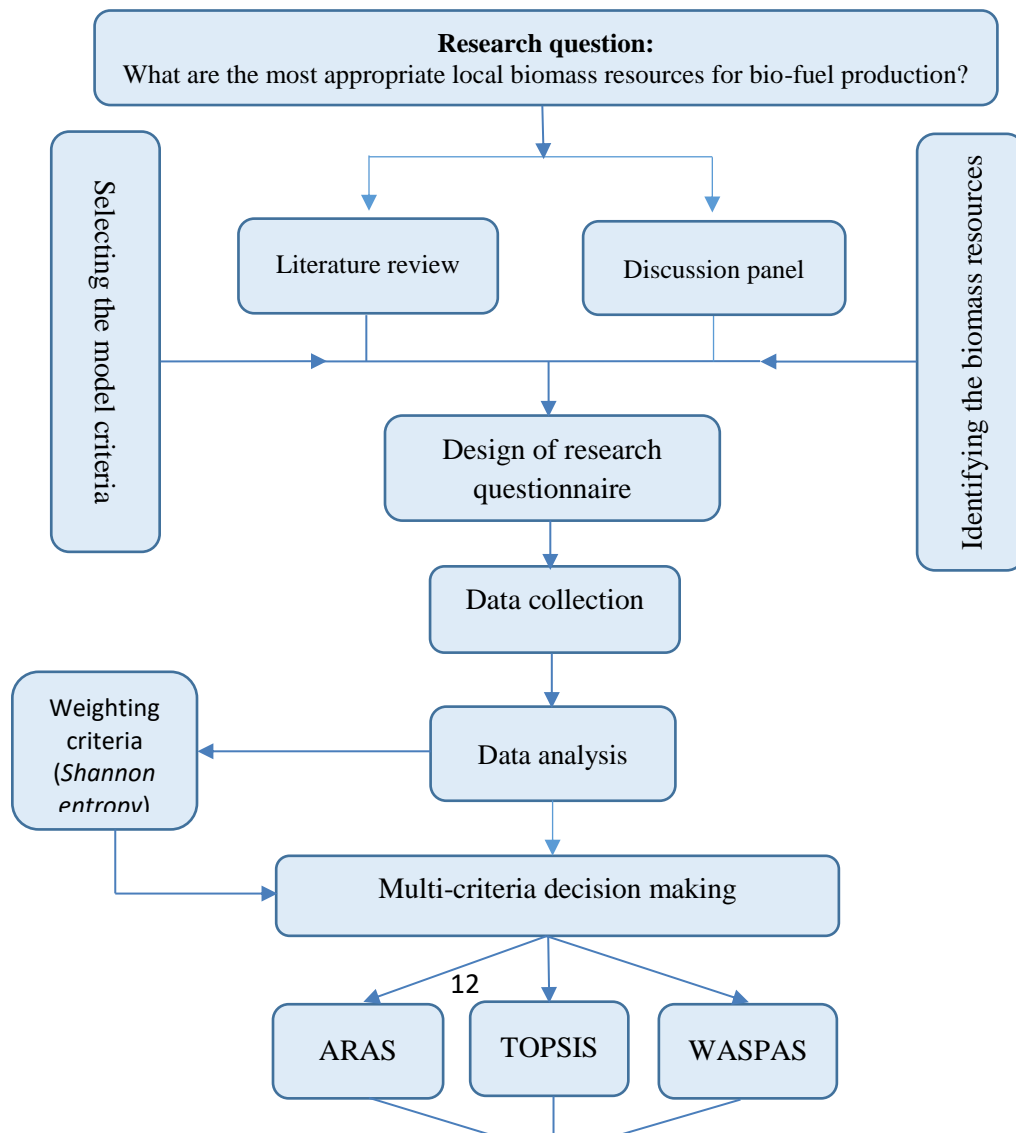 Research question:
What are the most appropriate local biomass resources for bio-fuel production?
Selecting the model criteria
Literature review
Discussion panel
Identifying the biomass resources
Design of research
questionnaire
Data collection
Weighting
criteria
(Shannon
entropy)
Data analysis
Multi-criteria decision making
12
ARAS
TOPSIS
WASPAS